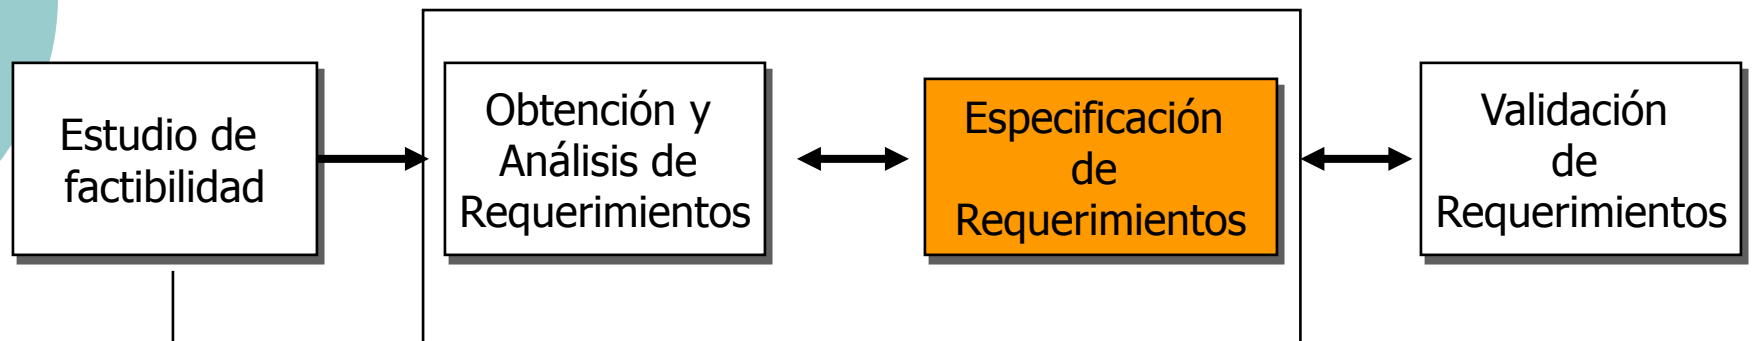 Estudio de
factibilidad
Obtención y
Análisis de
Requerimientos
Especificación
de
Requerimientos
Validación
de
Requerimientos